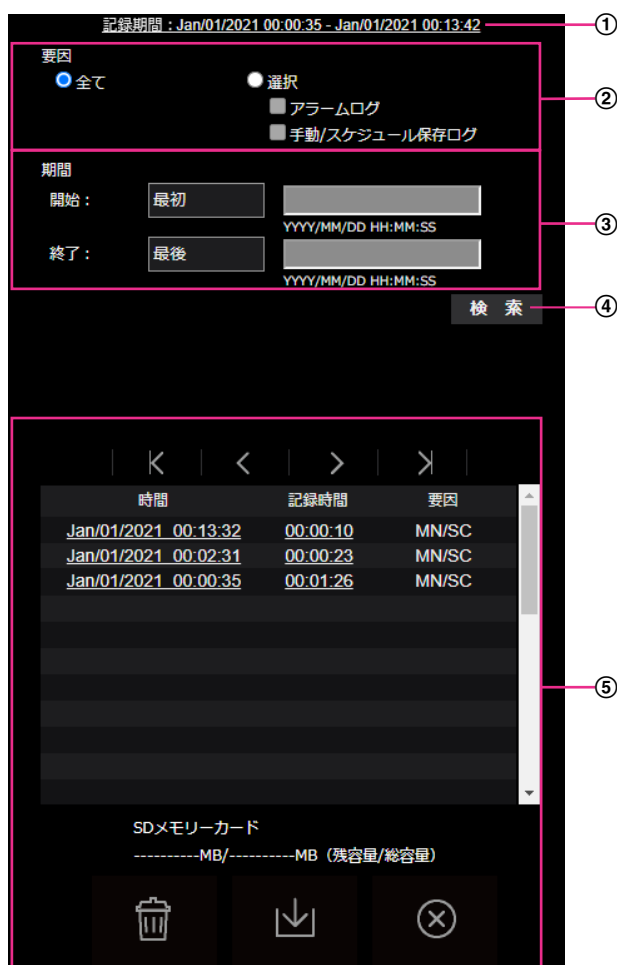 記録期間 : Jan/01/2021 00:00:35 - Jan/01/2021 00:13:42 ①
要因
全て 選択
アラームログ ②
手動/スケジュール保存ログ
期間
開始： 最初
YYYY/MM/DD HH:MM:SS ③
終了： 最後
YYYY/MM/DD HH:MM:SS
検 索 ④
時間 記録時間 要因
Jan/01/2021 00:13:32 00:00:10 MN/SC
Jan/01/2021 00:02:31 00:00:23 MN/SC
Jan/01/2021 00:00:35 00:01:26 MN/SC
⑤
SDメモリーカード
----------MB/----------MB（残容量/総容量）